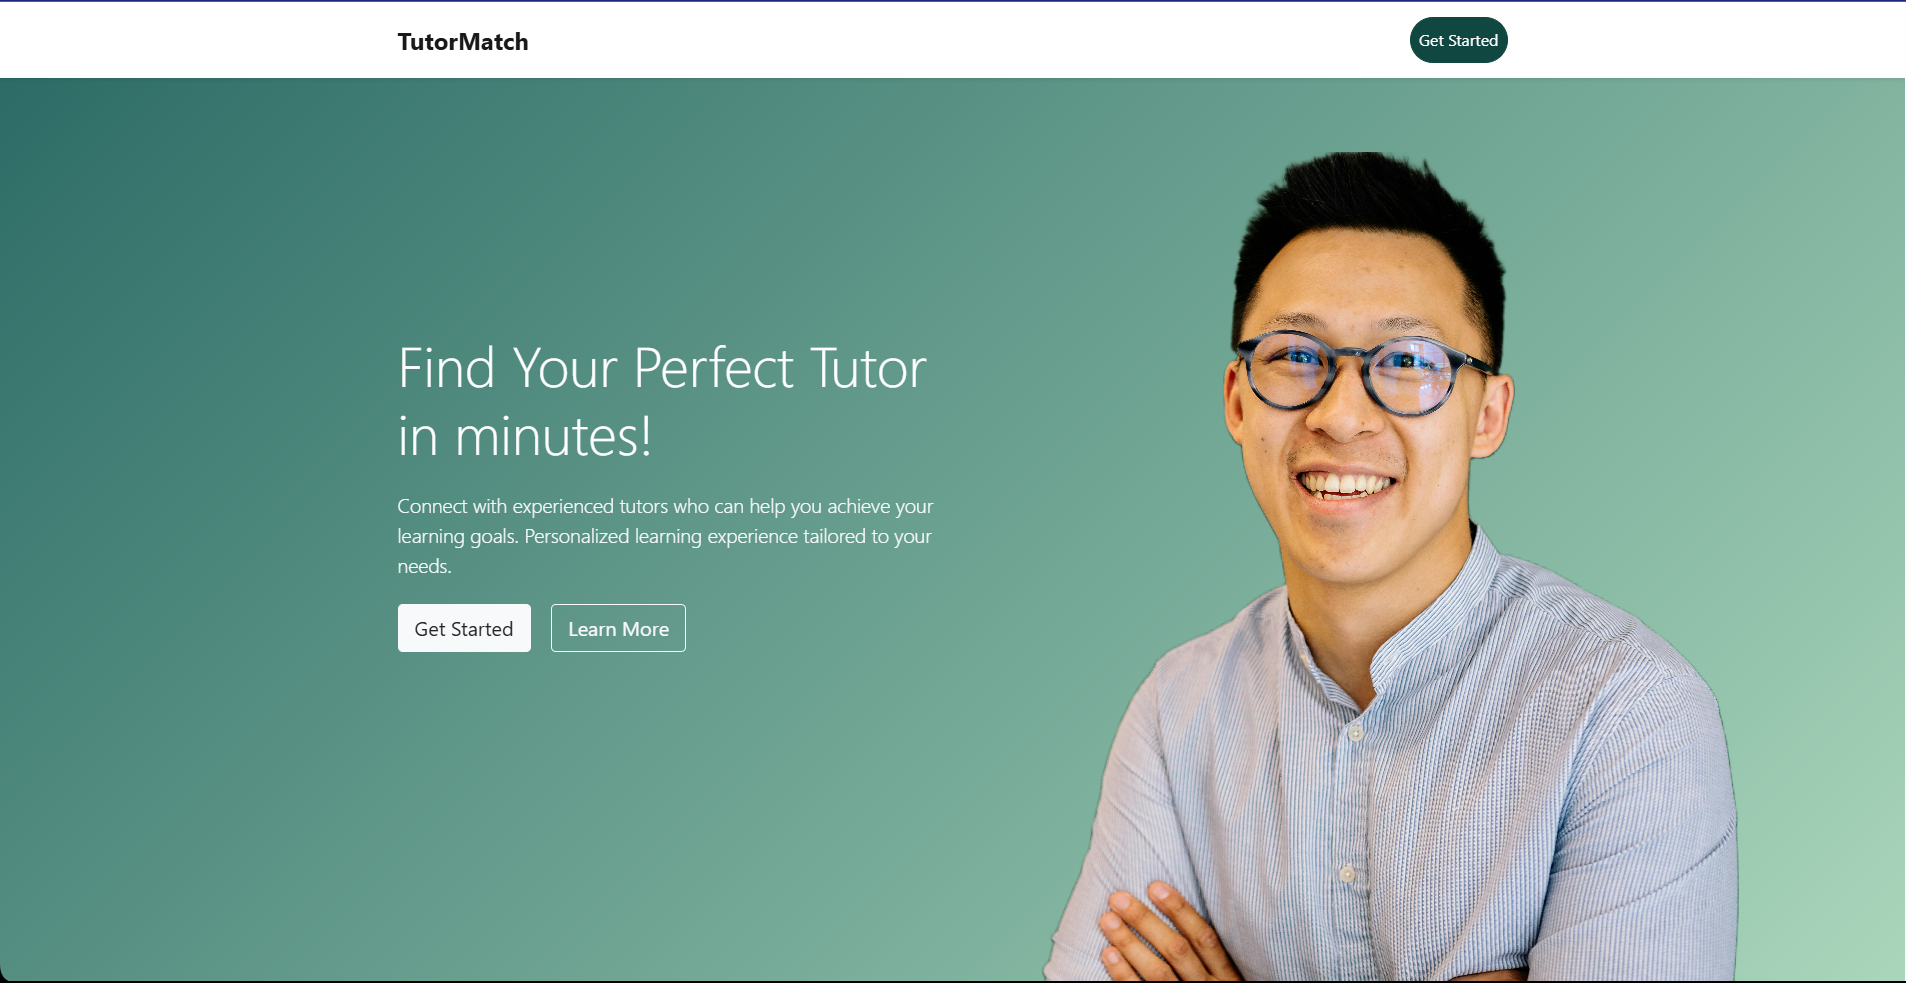 TutorMatch
Get Started
Find Your Perfect Tutor
in minutes!
Connect with experienced tutors who can help you achieve your
learning goals. Personalized learning experience tailored to your
needs.
Get Started
Learn More